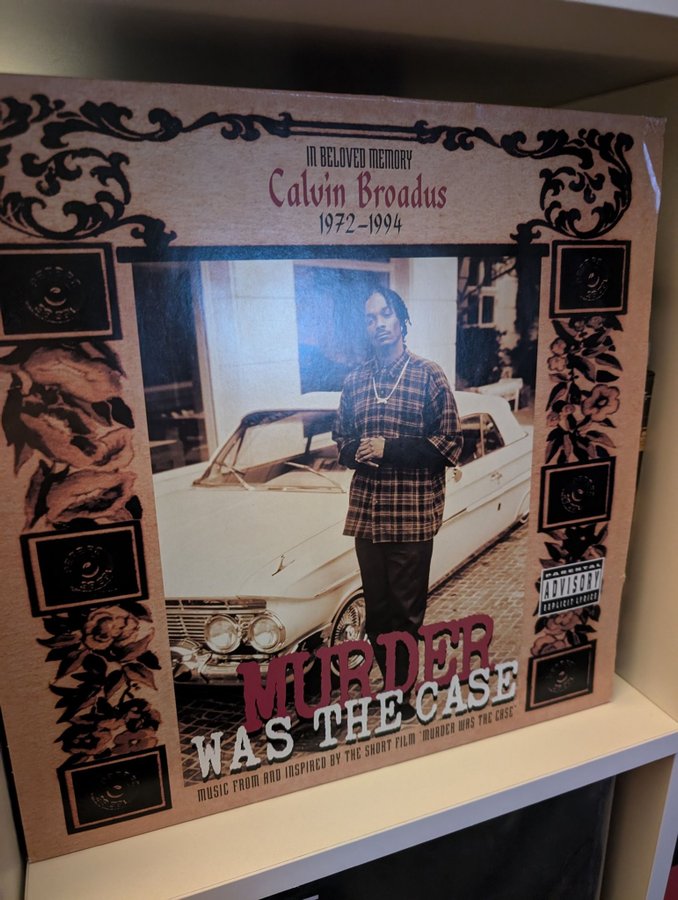 IN BELOVED MEMORY
Calvin Broadus
1972-1994
PARENTAL
ADVISORY
EXPLICIT LYRICS
MURDER
WAS THE CASE
MUSIC FROM AND INSPIRED BY THE SHORT FILM "MURDER WAS THE CASE"